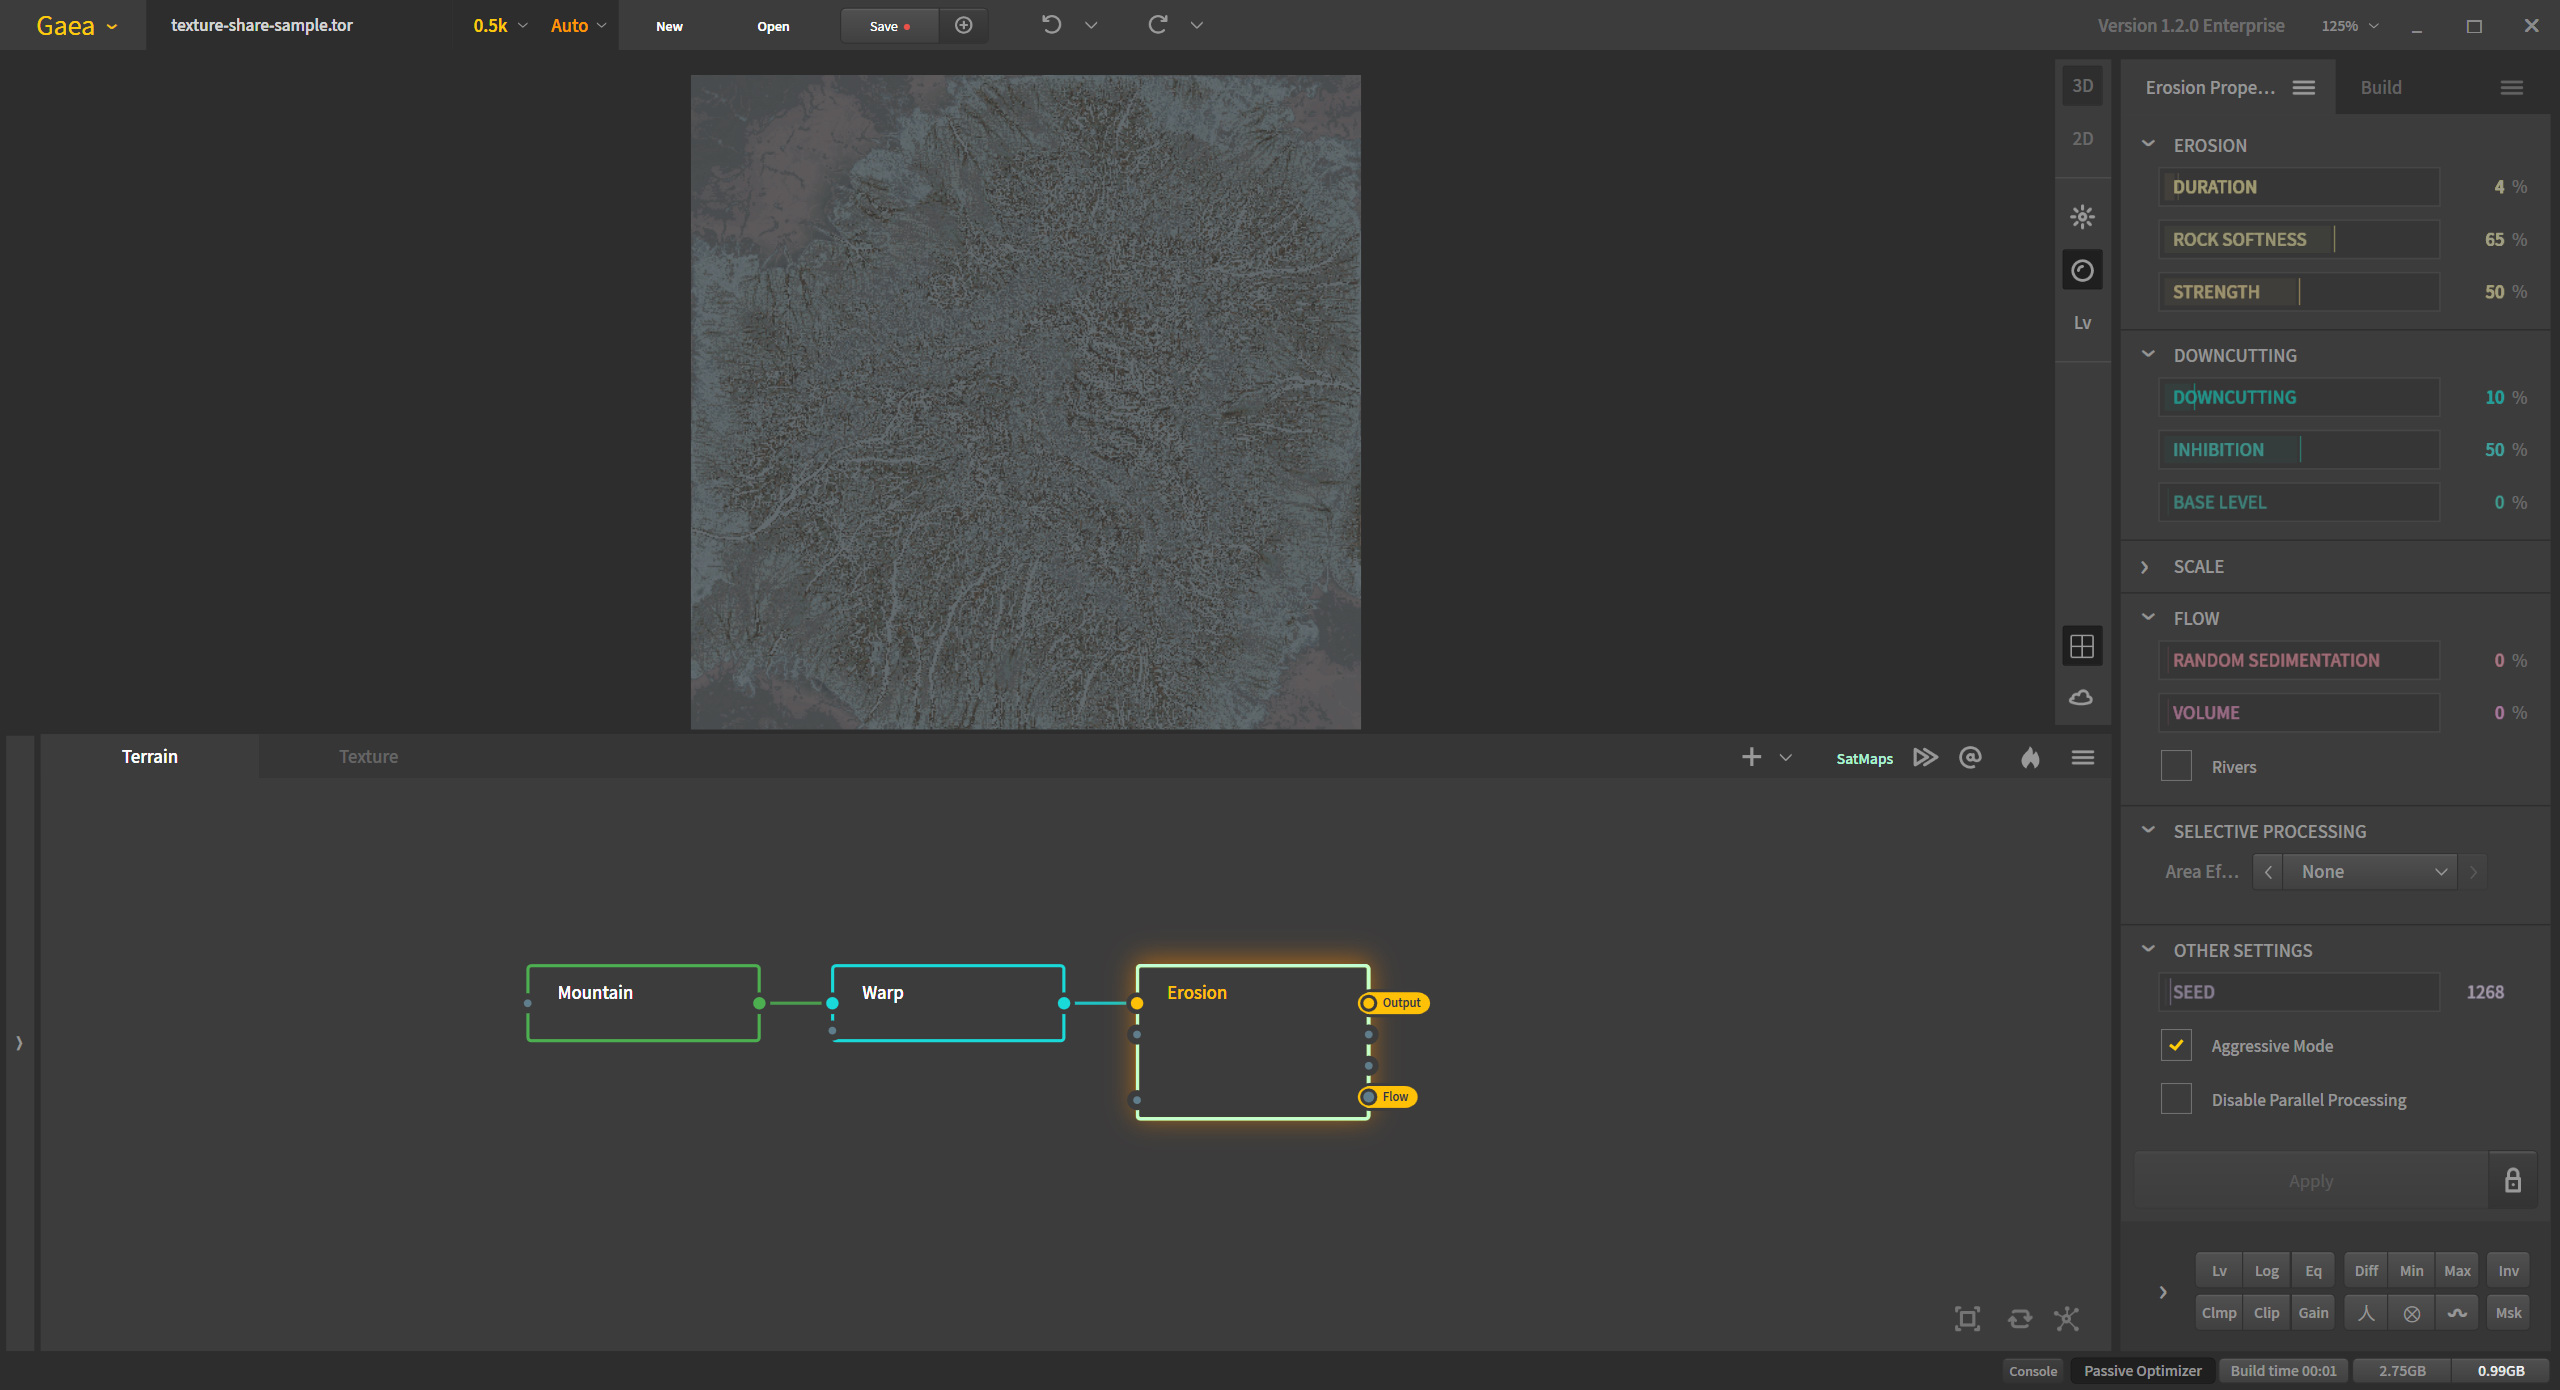 Gaea
texture-share-sample.tor
0.5k
Auto
New
Open
Save
Version 1.2.0 Enterprise
125%
3D
2D
Lv
Erosion Prope...
Build
EROSION
DURATION 4 %
ROCK SOFTNESS 65 %
STRENGTH 50 %
DOWNCUTTING
DOWNCUTTING 10 %
INHIBITION 50 %
BASE LEVEL 0 %
SCALE
FLOW
RANDOM SEDIMENTATION 0 %
VOLUME 0 %
Rivers
SELECTIVE PROCESSING
Area Ef... None
OTHER SETTINGS
SEED 1268
Aggressive Mode
Disable Parallel Processing
Apply
Lv Log Eq Diff Min Max Inv
Clmp Clip Gain 人 Msk
Terrain
Texture
SatMaps
Mountain
Warp
Erosion
Output
Flow
Console
Passive Optimizer
Build time 00:01
2.75GB
0.99GB